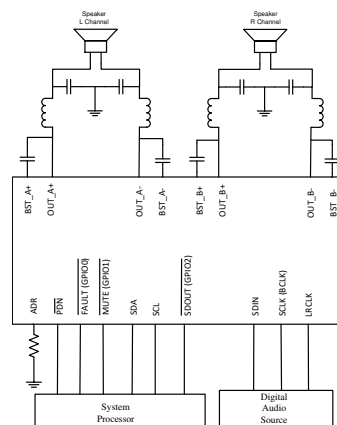 Speaker
L Channel
Speaker
R Channel
BST_A+
OUT_A+
OUT_A-
BST_A-
BST_B+
OUT_B+
OUT_B-
BST_B-
ADR
PDN
FAULT (GPIO0)
MUTE (GPIO1)
SDA
SCL
SDOUT (GPIO2)
SDIN
SCLK (BCLK)
LRCLK
System
Processor
Digital
Audio
Source